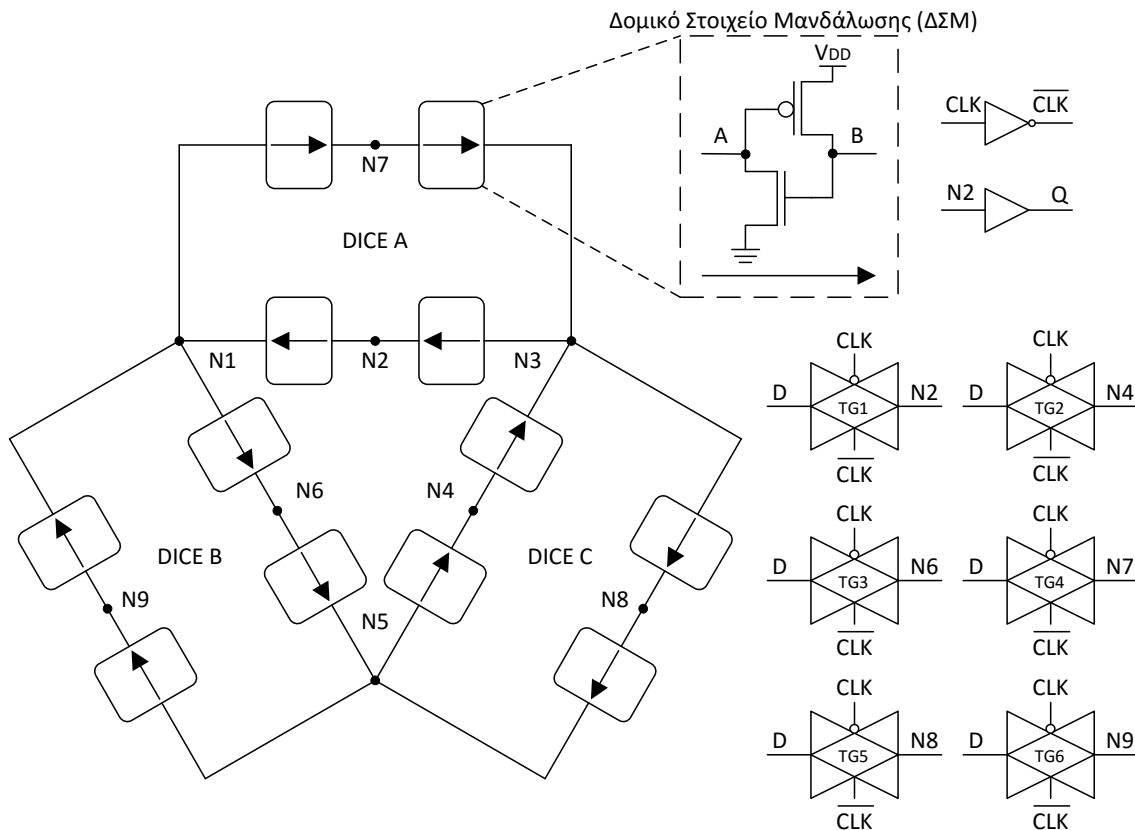 Δομικό Στοιχείο Μανδάλωσης (ΔΣΜ)
VDD
A
B
CLK
CLK
N2
Q
N7
DICE A
N1
N2
N3
N6
N4
DICE B
DICE C
N9
N5
N8
CLK
D
TG1
N2
CLK
CLK
D
TG2
N4
CLK
CLK
D
TG3
N6
CLK
CLK
D
TG4
N7
CLK
CLK
D
TG5
N8
CLK
CLK
D
TG6
N9
CLK